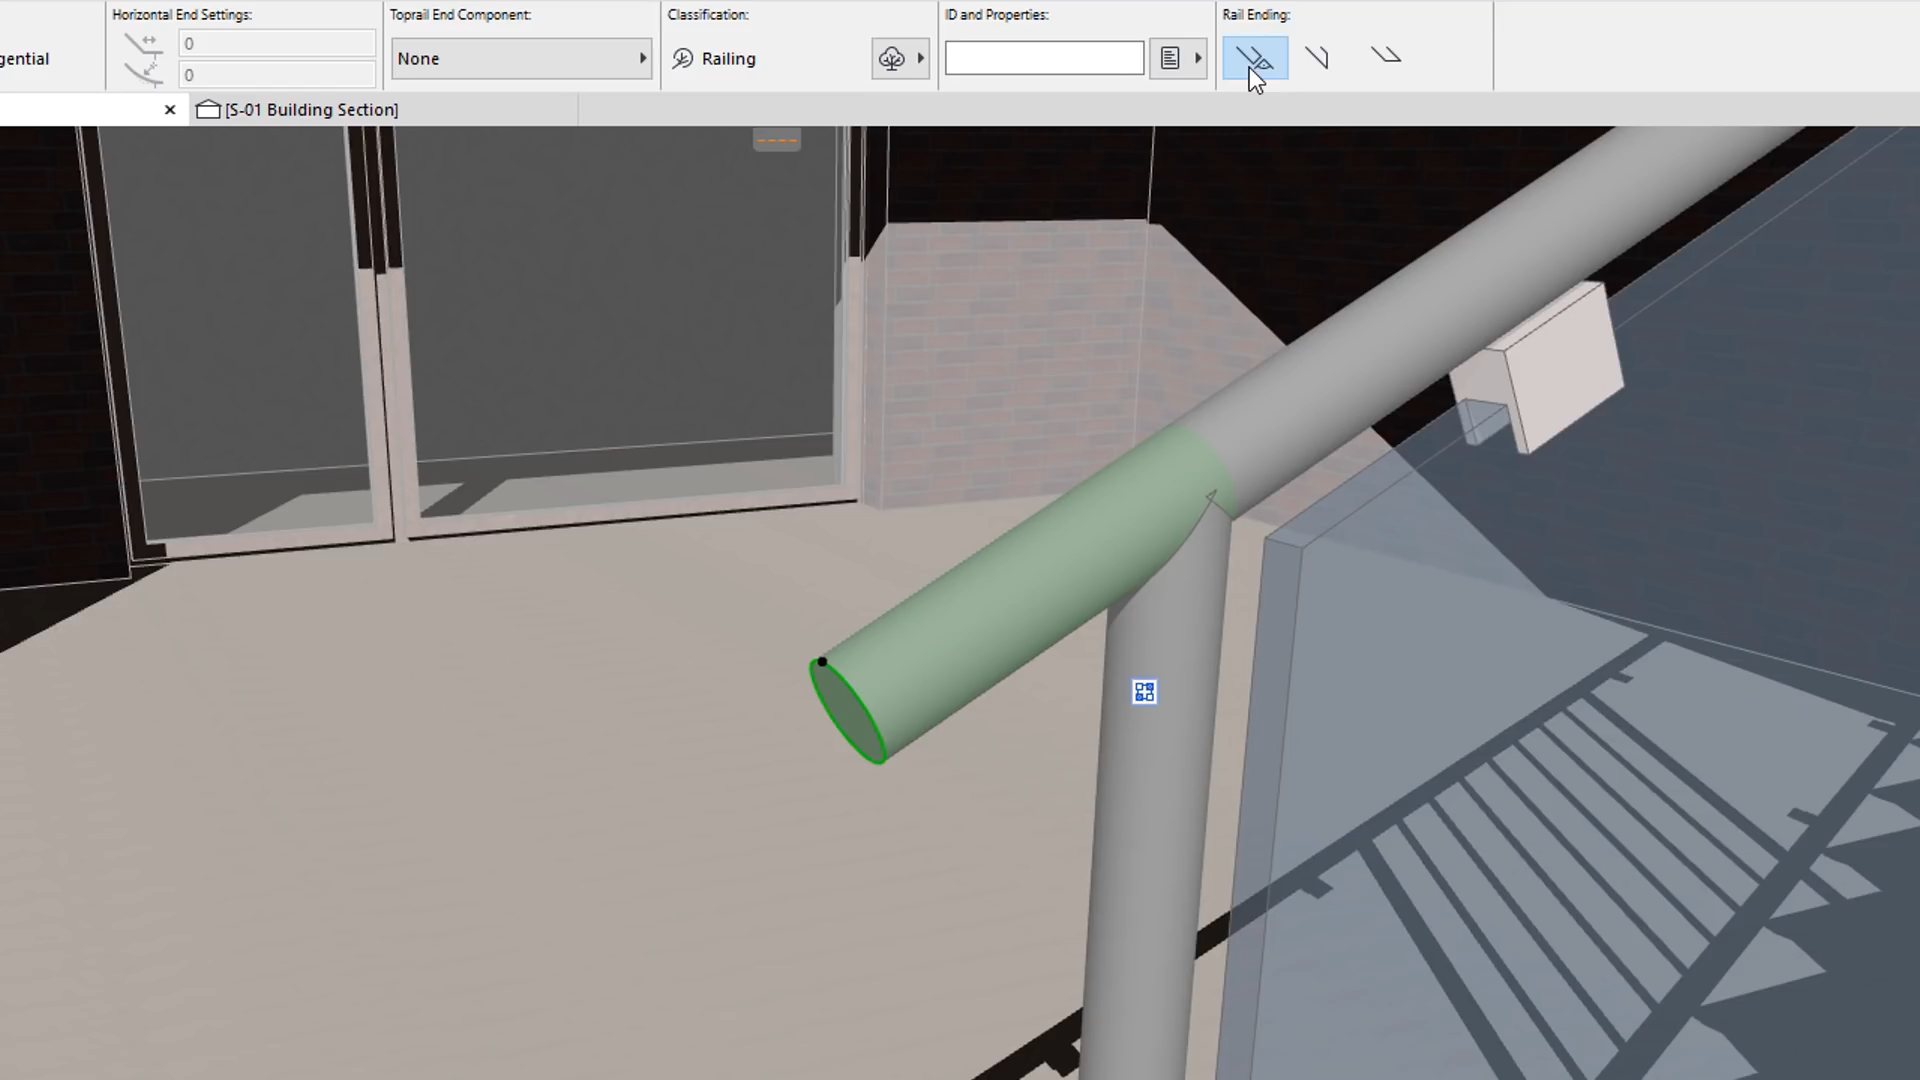 Horizontal End Settings:
Toprail End Component:
Classification:
ID and Properties:
Rail Ending:
gential
0
0
None
Railing
[S-01 Building Section]